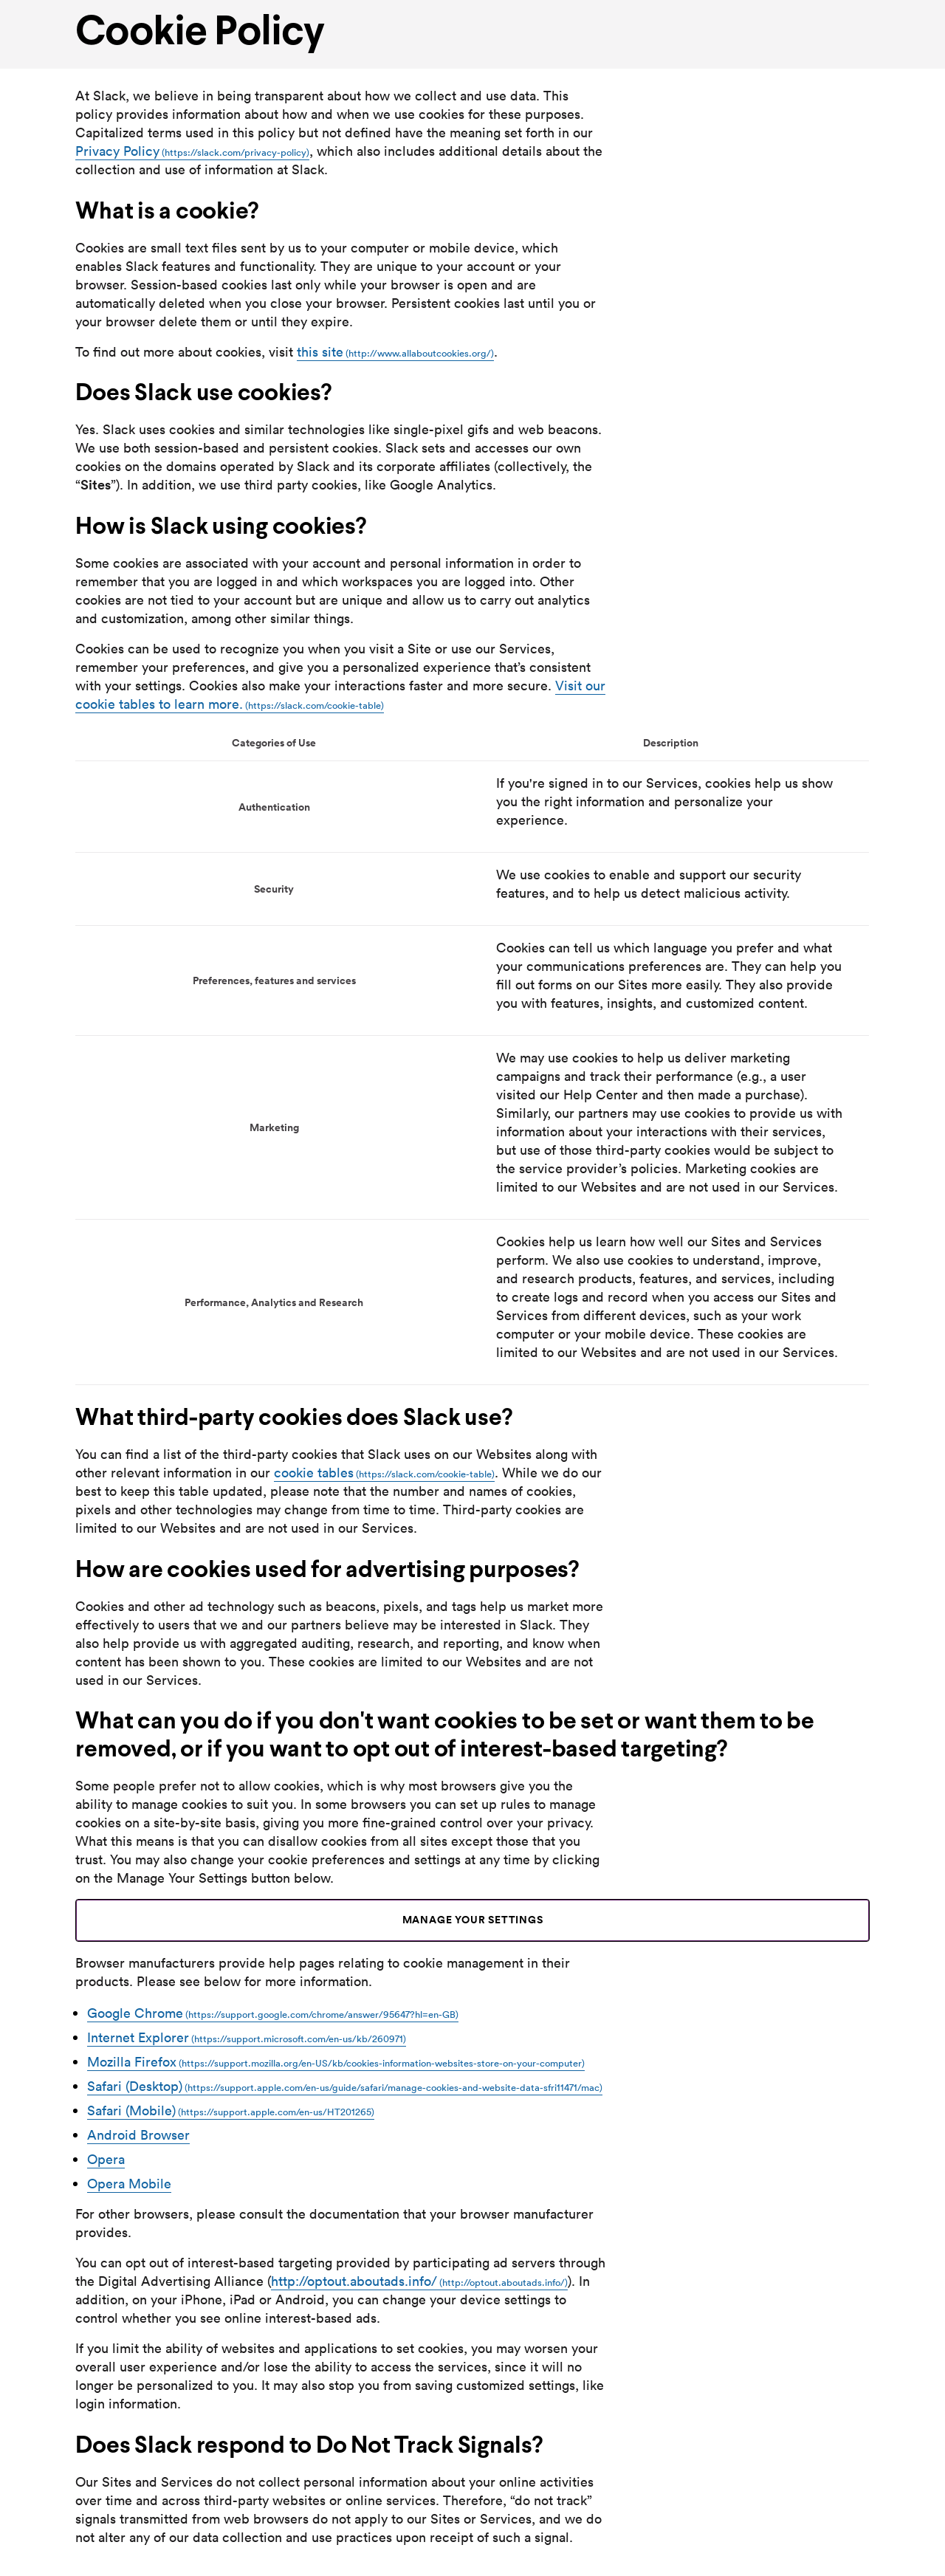 Cookie Policy
At Slack, we believe in being transparent about how we collect and use data. This
policy provides information about how and when we use cookies for these purposes.
Capitalized terms used in this policy but not defined have the meaning set forth in our
Privacy Policy (https://slack.com/privacy-policy), which also includes additional details about the
collection and use of information at Slack.
What is a cookie?
Cookies are small text files sent by us to your computer or mobile device, which
enables Slack features and functionality. They are unique to your account or your
browser. Session-based cookies last only while your browser is open and are
automatically deleted when you close your browser. Persistent cookies last until you or
your browser delete them or until they expire.
To find out more about cookies, visit this site (http://www.allaboutcookies.org/).
Does Slack use cookies?
Yes. Slack uses cookies and similar technologies like single-pixel gifs and web beacons.
We use both session-based and persistent cookies. Slack sets and accesses our own
cookies on the domains operated by Slack and its corporate affiliates (collectively, the
“Sites”). In addition, we use third party cookies, like Google Analytics.
How is Slack using cookies?
Some cookies are associated with your account and personal information in order to
remember that you are logged in and which workspaces you are logged into. Other
cookies are not tied to your account but are unique and allow us to carry out analytics
and customization, among other similar things.
Cookies can be used to recognize you when you visit a Site or use our Services,
remember your preferences, and give you a personalized experience that’s consistent
with your settings. Cookies also make your interactions faster and more secure. Visit our
cookie tables to learn more. (https://slack.com/cookie-table)
Categories of Use Description
Authentication
If you're signed in to our Services, cookies help us show
you the right information and personalize your
experience.
Security
We use cookies to enable and support our security
features, and to help us detect malicious activity.
Preferences, features and services
Cookies can tell us which language you prefer and what
your communications preferences are. They can help you
fill out forms on our Sites more easily. They also provide
you with features, insights, and customized content.
Marketing
We may use cookies to help us deliver marketing
campaigns and track their performance (e.g., a user
visited our Help Center and then made a purchase).
Similarly, our partners may use cookies to provide us with
information about your interactions with their services,
but use of those third-party cookies would be subject to
the service provider’s policies. Marketing cookies are
limited to our Websites and are not used in our Services.
Performance, Analytics and Research
Cookies help us learn how well our Sites and Services
perform. We also use cookies to understand, improve,
and research products, features, and services, including
to create logs and record when you access our Sites and
Services from different devices, such as your work
computer or your mobile device. These cookies are
limited to our Websites and are not used in our Services.
What third-party cookies does Slack use?
You can find a list of the third-party cookies that Slack uses on our Websites along with
other relevant information in our cookie tables (https://slack.com/cookie-table). While we do our
best to keep this table updated, please note that the number and names of cookies,
pixels and other technologies may change from time to time. Third-party cookies are
limited to our Websites and are not used in our Services.
How are cookies used for advertising purposes?
Cookies and other ad technology such as beacons, pixels, and tags help us market more
effectively to users that we and our partners believe may be interested in Slack. They
also help provide us with aggregated auditing, research, and reporting, and know when
content has been shown to you. These cookies are limited to our Websites and are not
used in our Services.
What can you do if you don't want cookies to be set or want them to be
removed, or if you want to opt out of interest-based targeting?
Some people prefer not to allow cookies, which is why most browsers give you the
ability to manage cookies to suit you. In some browsers you can set up rules to manage
cookies on a site-by-site basis, giving you more fine-grained control over your privacy.
What this means is that you can disallow cookies from all sites except those that you
trust. You may also change your cookie preferences and settings at any time by clicking
on the Manage Your Settings button below.
MANAGE YOUR SETTINGS
Browser manufacturers provide help pages relating to cookie management in their
products. Please see below for more information.
• Google Chrome (https://support.google.com/chrome/answer/95647?hl=en-GB)
• Internet Explorer (https://support.microsoft.com/en-us/kb/260971)
• Mozilla Firefox (https://support.mozilla.org/en-US/kb/cookies-information-websites-store-on-your-computer)
• Safari (Desktop) (https://support.apple.com/en-us/guide/safari/manage-cookies-and-website-data-sfri11471/mac)
• Safari (Mobile) (https://support.apple.com/en-us/HT201265)
• Android Browser
• Opera
• Opera Mobile
For other browsers, please consult the documentation that your browser manufacturer
provides.
You can opt out of interest-based targeting provided by participating ad servers through
the Digital Advertising Alliance (http://optout.aboutads.info/ (http://optout.aboutads.info/)). In
addition, on your iPhone, iPad or Android, you can change your device settings to
control whether you see online interest-based ads.
If you limit the ability of websites and applications to set cookies, you may worsen your
overall user experience and/or lose the ability to access the services, since it will no
longer be personalized to you. It may also stop you from saving customized settings, like
login information.
Does Slack respond to Do Not Track Signals?
Our Sites and Services do not collect personal information about your online activities
over time and across third-party websites or online services. Therefore, “do not track”
signals transmitted from web browsers do not apply to our Sites or Services, and we do
not alter any of our data collection and use practices upon receipt of such a signal.